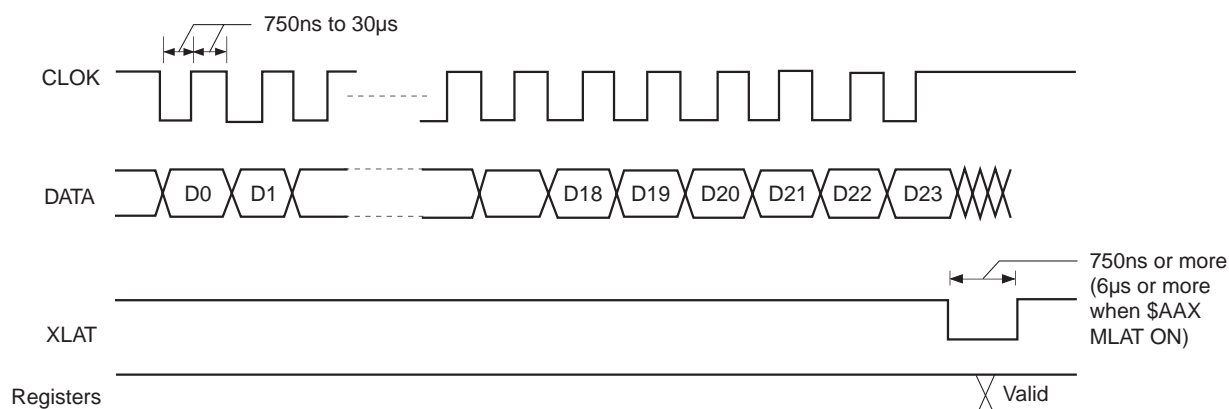 750ns to 30µs
CLOK
DATA
D0
D1
D18
D19
D20
D21
D22
D23
750ns or more
(6µs or more
when $AAX
MLAT ON)
XLAT
Registers
Valid